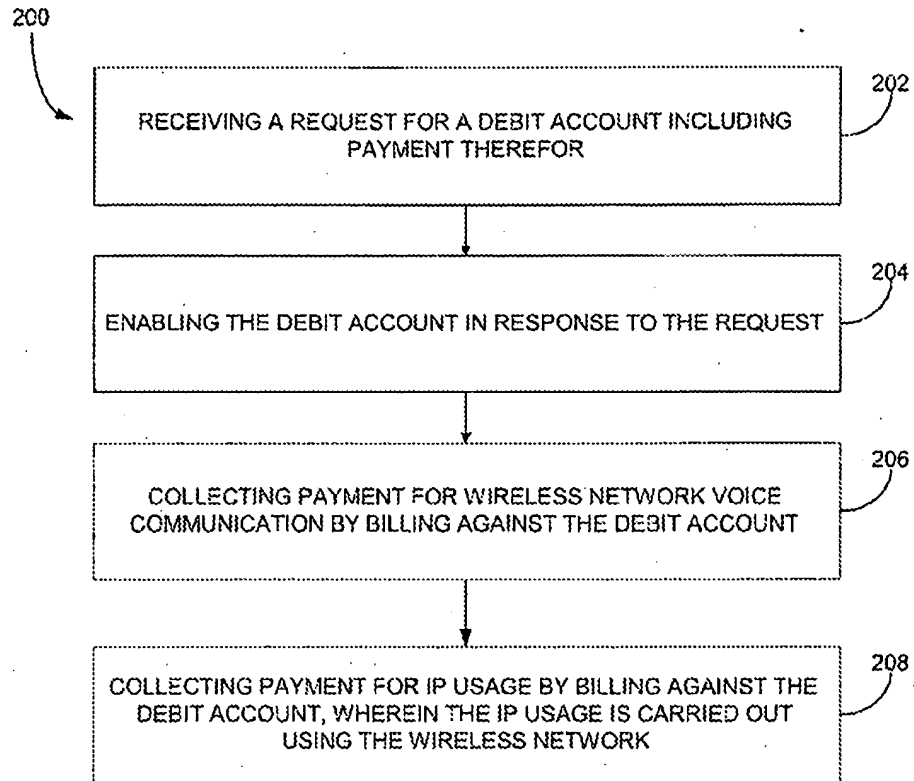 200
202
RECEIVING A REQUEST FOR A DEBIT ACCOUNT INCLUDING
PAYMENT THEREFOR
204
ENABLING THE DEBIT ACCOUNT IN RESPONSE TO THE REQUEST
206
COLLECTING PAYMENT FOR WIRELESS NETWORK VOICE
COMMUNICATION BY BILLING AGAINST THE DEBIT ACCOUNT
208
COLLECTING PAYMENT FOR IP USAGE BY BILLING AGAINST THE
DEBIT ACCOUNT, WHEREIN THE IP USAGE IS CARRIED OUT
USING THE WIRELESS NETWORK